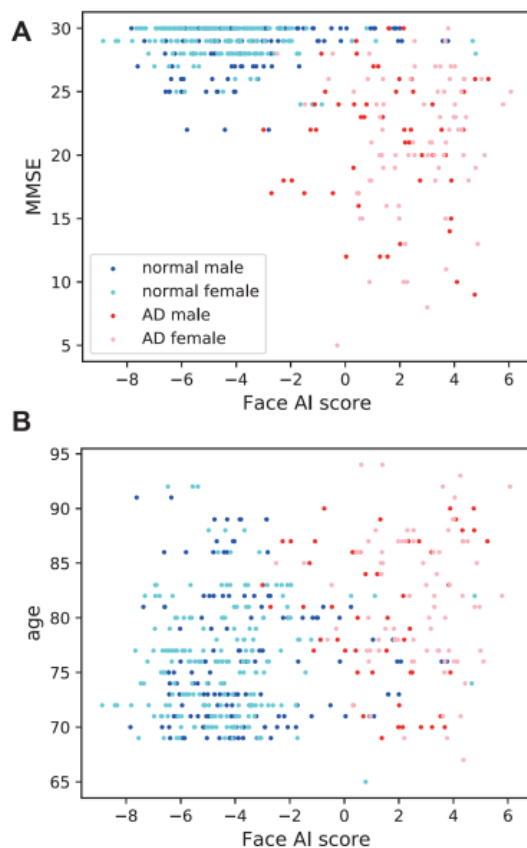 A
30
25
20
15
10
5
MMSE
normal male
normal female
AD male
AD female
−8 −6 −4 −2 0 2 4 6
Face AI score
B
95
90
85
80
75
70
65
age
−8 −6 −4 −2 0 2 4 6
Face AI score